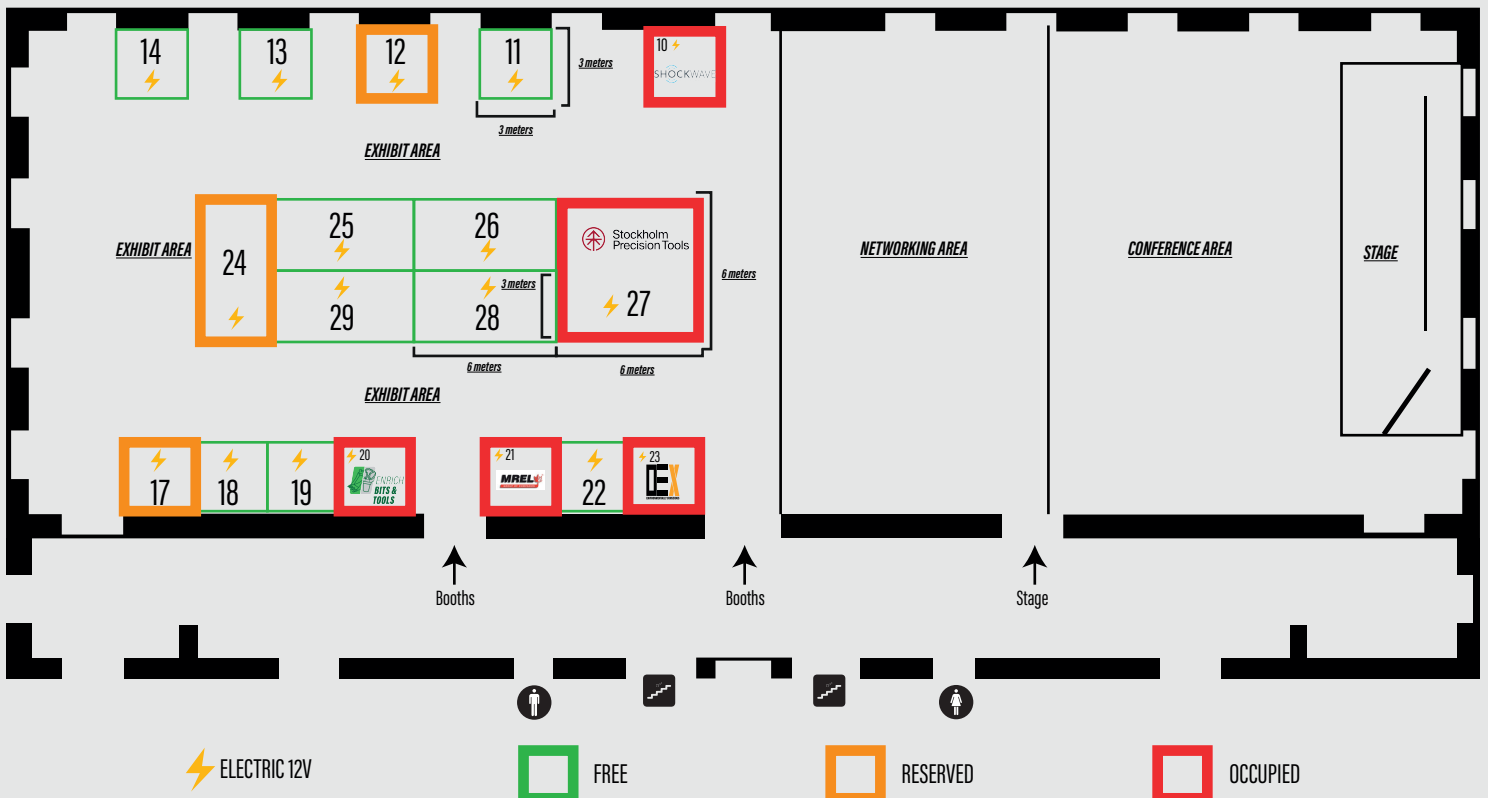 14
13
12
11
10
SHOCKWAVE
3 meters
3 meters
EXHIBIT AREA
25
26
Stockholm
Precision Tools
EXHIBIT AREA
24
6 meters
3 meters
27
29
28
6 meters
6 meters
EXHIBIT AREA
NETWORKING AREA
CONFERENCE AREA
STAGE
17
18
19
20
ENRICH
BITS &
TOOLS
21
MREL
22
23
DEX
Booths
Booths
Stage
ELECTRIC 12V
FREE
RESERVED
OCCUPIED